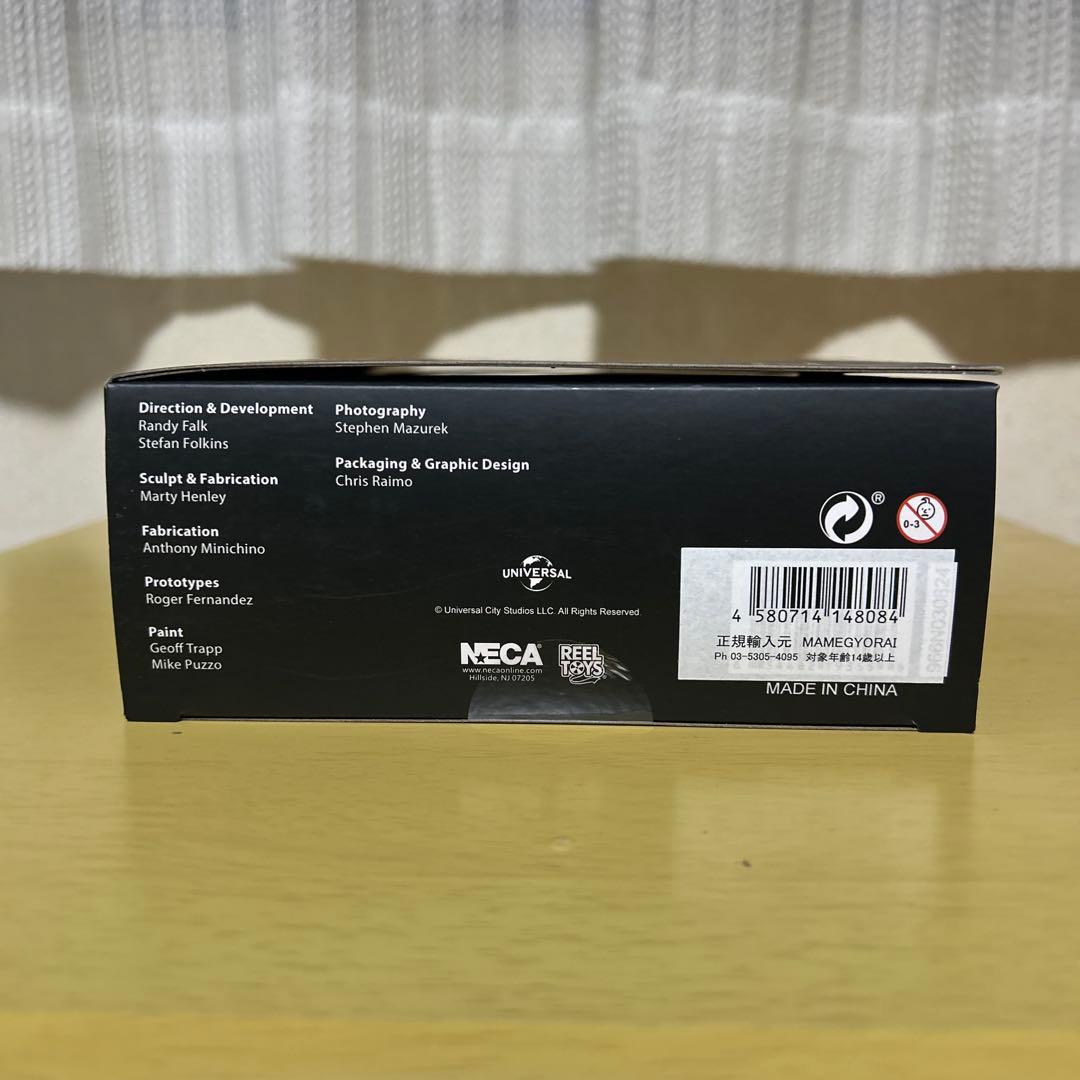 Direction & Development
Randy Falk
Stefan Folkins
Sculpt & Fabrication
Marty Henley
Fabrication
Anthony Minichino
Prototypes
Roger Fernandez
Paint
Geoff Trapp
Mike Puzzo
Photography
Stephen Mazurek
Packaging & Graphic Design
Chris Raimo
UNIVERSAL
© Universal City Studios LLC. All Rights Reserved.
NECA®
www.necaonline.com
Hillside, NJ 07205
REEL
TOYS®
®
0-3
4 580714 148084
正規輸入元 MAMEGYORAI
Ph 03-5305-4095 対象年齢14歳以上
MADE IN CHINA